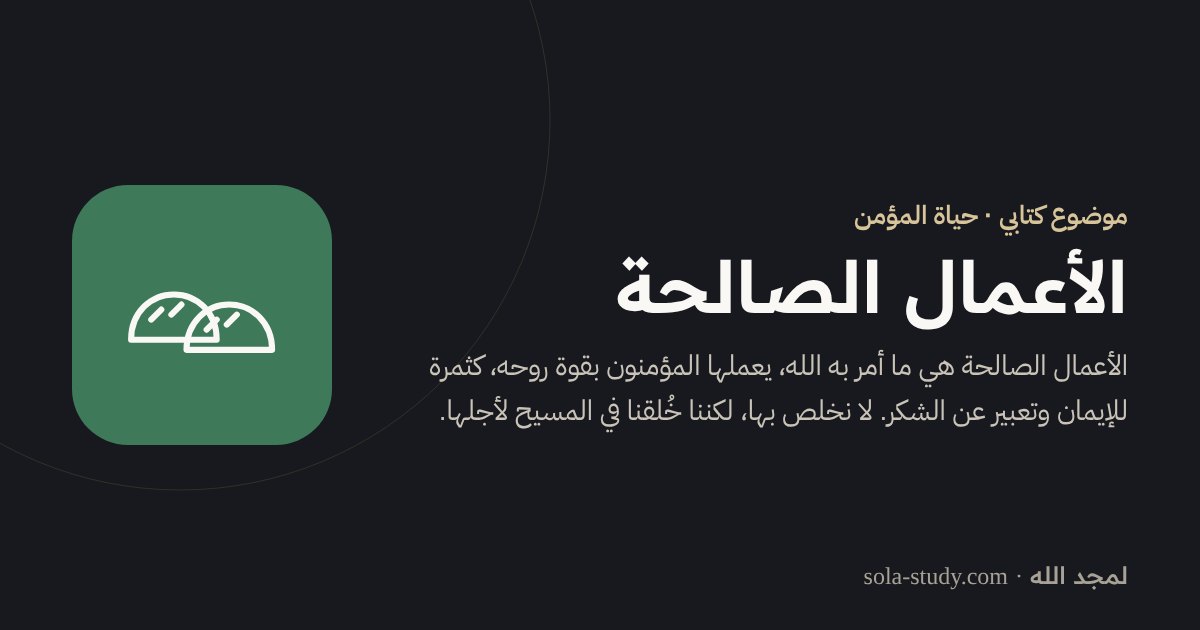 موضوع كتابي · حياة المؤمن
الأعمال الصالحة
الأعمال الصالحة هي ما أمر به الله، يعملها المؤمنون بقوة روحه، كثمرة
للإيمان وتعبير عن الشكر. لا نخلص بها، لكننا خُلقنا في المسيح لأجلها.
لمجد الله · sola-study.com